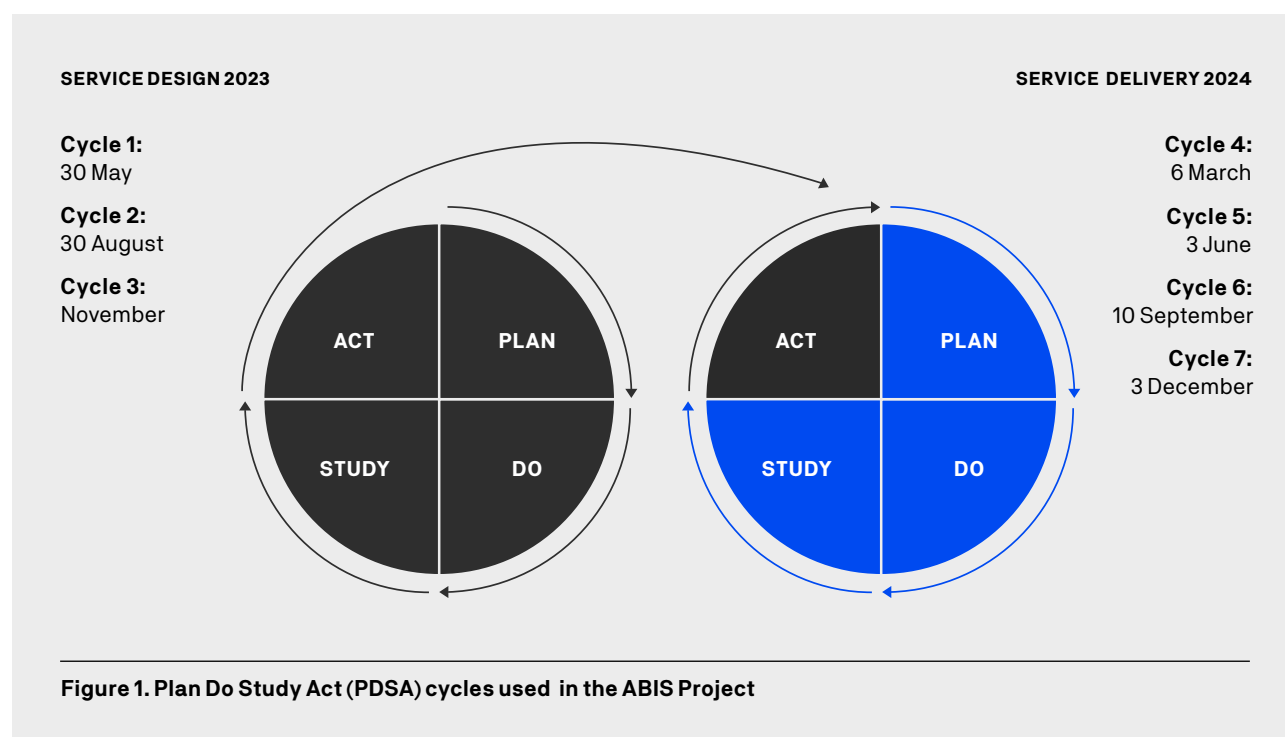 SERVICE DESIGN 2023
Cycle 1:
30 May
Cycle 2:
30 August
Cycle 3:
November
SERVICE DELIVERY 2024
Cycle 4:
6 March
Cycle 5:
3 June
Cycle 6:
10 September
Cycle 7:
3 December
ACT
PLAN
STUDY
DO
ACT
PLAN
STUDY
DO
Figure 1. Plan Do Study Act (PDSA) cycles used in the ABIS Project